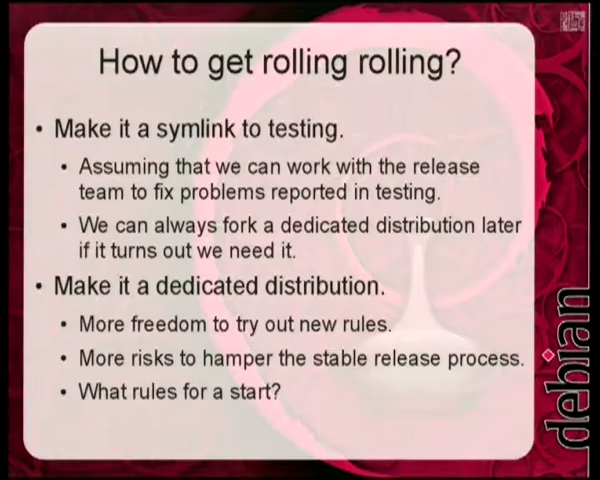 How to get rolling rolling?
• Make it a symlink to testing.
• Assuming that we can work with the release
team to fix problems reported in testing.
• We can always fork a dedicated distribution later
if it turns out we need it.
• Make it a dedicated distribution.
• More freedom to try out new rules.
• More risks to hamper the stable release process.
• What rules for a start?
debian